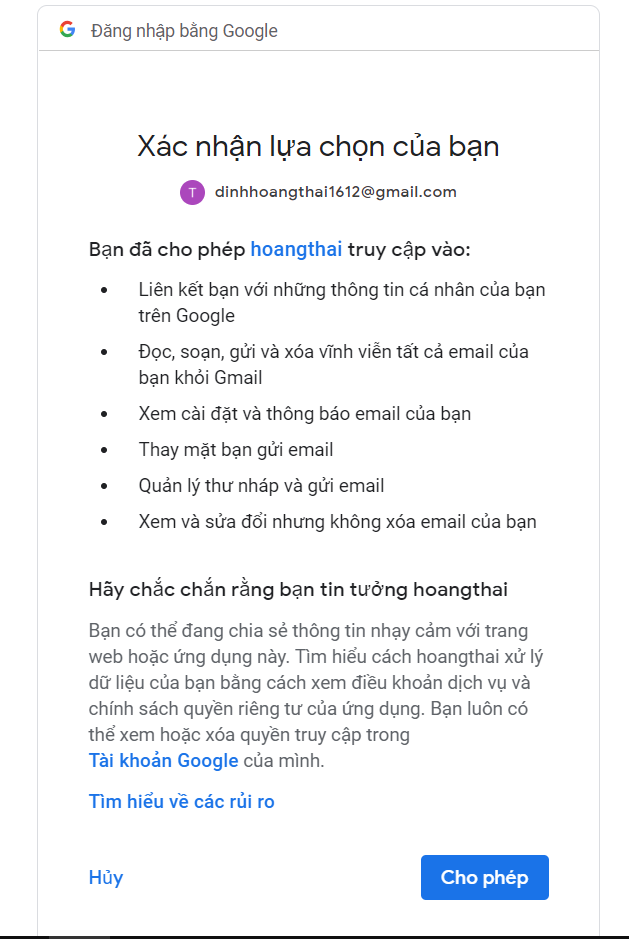 Đăng nhập bằng Google
Xác nhận lựa chọn của bạn
T
dinhhoangthai1612@gmail.com
Bạn đã cho phép hoangthai truy cập vào:
• Liên kết bạn với những thông tin cá nhân của bạn
trên Google
• Đọc, soạn, gửi và xóa vĩnh viễn tất cả email của
bạn khỏi Gmail
• Xem cài đặt và thông báo email của bạn
• Thay mặt bạn gửi email
• Quản lý thư nháp và gửi email
• Xem và sửa đổi nhưng không xóa email của bạn
Hãy chắc chắn rằng bạn tin tưởng hoangthai
Bạn có thể đang chia sẻ thông tin nhạy cảm với trang
web hoặc ứng dụng này. Tìm hiểu cách hoangthai xử lý
dữ liệu của bạn bằng cách xem điều khoản dịch vụ và
chính sách quyền riêng tư của ứng dụng. Bạn luôn có
thể xem hoặc xóa quyền truy cập trong
Tài khoản Google của mình.
Tìm hiểu về các rủi ro
Hủy
Cho phép